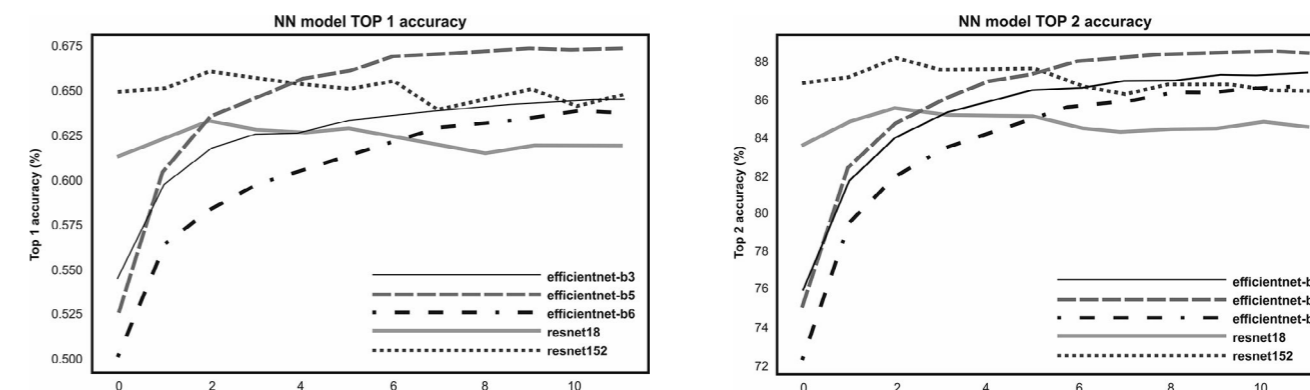 NN model TOP 1 accuracy
Top 1 accuracy (%)
0.675
0.650
0.625
0.600
0.575
0.550
0.525
0.500
0 2 4 6 8 10
efficientnet-b3
efficientnet-b5
efficientnet-b6
resnet18
resnet152
NN model TOP 2 accuracy
Top 2 accuracy (%)
88
86
84
82
80
78
76
74
72
0 2 4 6 8 10
efficientnet-b
efficientnet-b
efficientnet-b
resnet18
resnet152